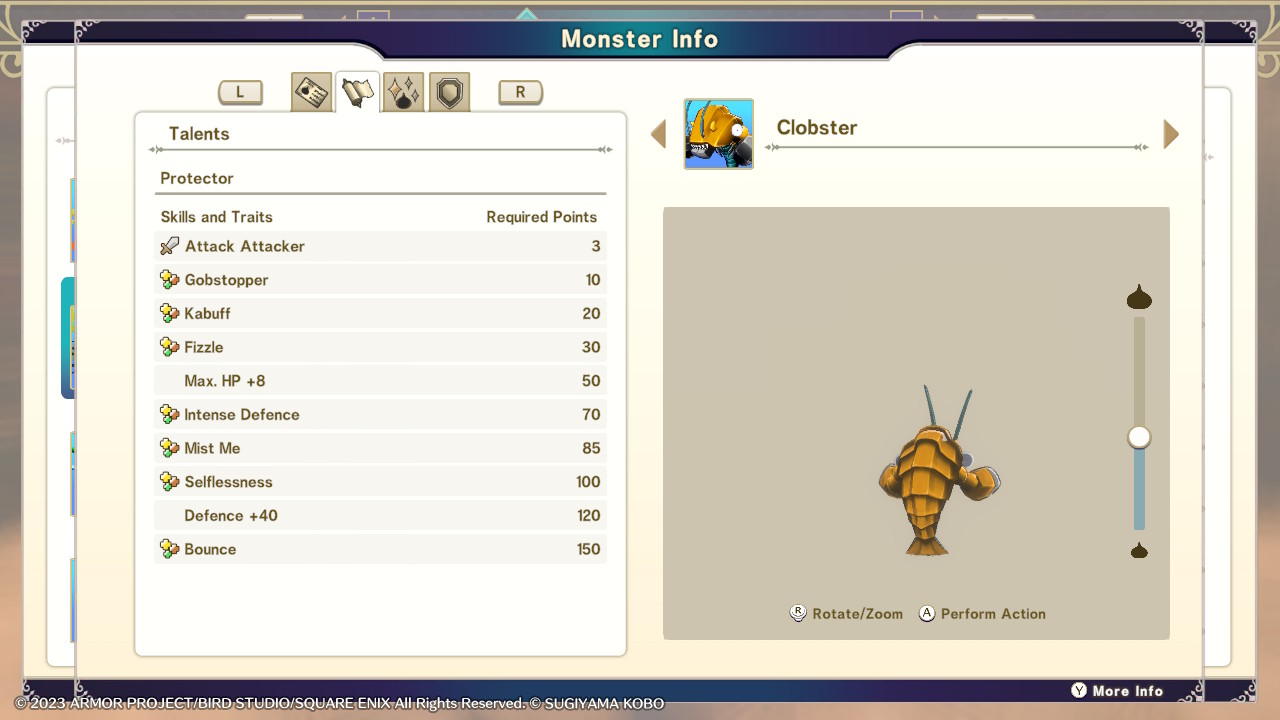 Monster Info
L
R
Talents
Protector
Skills and Traits Required Points
Attack Attacker 3
Gobstopper 10
Kabuff 20
Fizzle 30
Max. HP +8 50
Intense Defence 70
Mist Me 85
Selflessness 100
Defence +40 120
Bounce 150
Clobster
R Rotate/Zoom A Perform Action
Y More Info
© 2023 ARMOR PROJECT/BIRD STUDIO/SQUARE ENIX All Rights Reserved. © SUGIYAMA KOBO